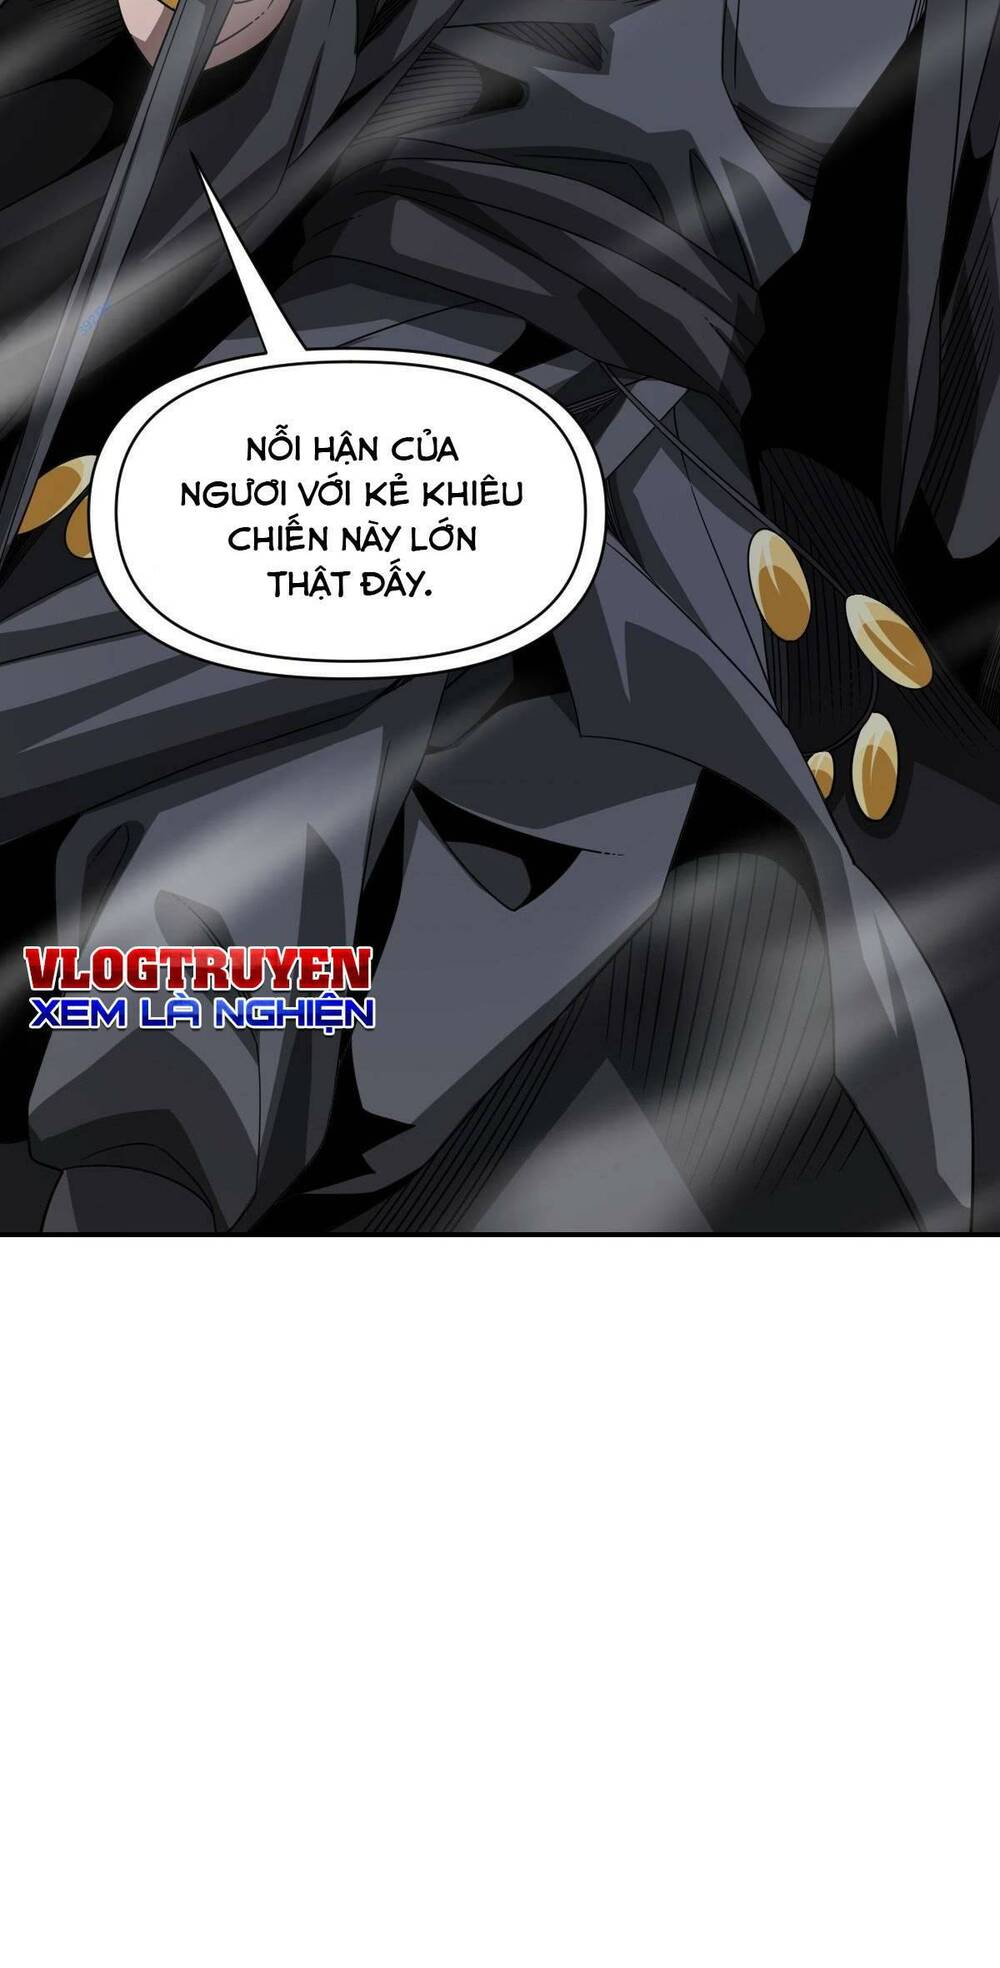 NỖI HẬN CỦA
NGƯƠI VỚI KẺ KHIÊU
CHIẾN NÀY LỚN
THẬT ĐẤY.
VLOGTRUYEN
XEM LÀ NGHIỆN